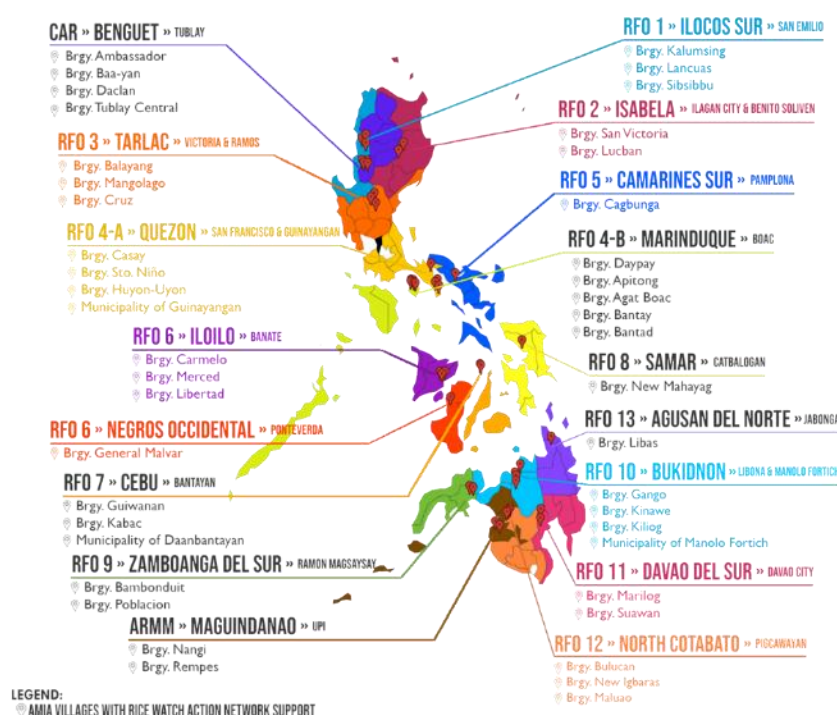 CAR » BENGUET » TUBLAY
Brgy. Ambassador
Brgy. Baa-yan
Brgy. Daclan
Brgy. Tublay Central
RFO 3 » TARLAC » VICTORIA & RAMOS
Brgy. Balayang
Brgy. Mangolago
Brgy. Cruz
RFO 4-A » QUEZON » SAN FRANCISCO & GUINAYANGAN
Brgy. Casay
Brgy. Sto. Niño
Brgy. Huyon-Uyon
Municipality of Guinayangan
RFO 6 » ILOILO » BANATE
Brgy. Carmelo
Brgy. Merced
Brgy. Libertad
RFO 6 » NEGROS OCCIDENTAL » PONTEVERDA
Brgy. General Malvar
RFO 7 » CEBU » BANTAYAN
Brgy. Guiwanan
Brgy. Kabac
Municipality of Daanbantayan
RFO 9 » ZAMBOANGA DEL SUR » RAMON MAGSAYSAY
Brgy. Bambonduit
Brgy. Poblacion
ARMM » MAGUINDANAO » UPI
Brgy. Nangi
Brgy. Rempes
RFO 1 » ILOCOS SUR » SAN EMILIO
Brgy. Kalumsing
Brgy. Lancuas
Brgy. Sibsibbu
RFO 2 » ISABELA » ILAGAN CITY & BENITO SOLIVEN
Brgy. San Victoria
Brgy. Lucban
RFO 5 » CAMARINES SUR » PAMPLONA
Brgy. Cagbunga
RFO 4-B » MARINDUQUE » BOAC
Brgy. Daypay
Brgy. Apitong
Brgy. Agat Boac
Brgy. Bantay
Brgy. Bantad
RFO 8 » SAMAR » CATBALOGAN
Brgy. New Mahayag
RFO 13 » AGUSAN DEL NORTE » JABONGA
Brgy. Libas
RFO 10 » BUKIDNON » LIBONA & MANOLO FORTICH
Brgy. Gango
Brgy. Kinawe
Brgy. Kiliog
Municipality of Manolo Fortich
RFO 11 » DAVAO DEL SUR » DAVAO CITY
Brgy. Marilog
Brgy. Suawan
RFO 12 » NORTH COTABATO » PIGCAWAYAN
Brgy. Bulucan
Brgy. New Igbaras
Brgy. Maluao
LEGEND:
AMIA VILLAGES WITH RICE WATCH ACTION NETWORK SUPPORT